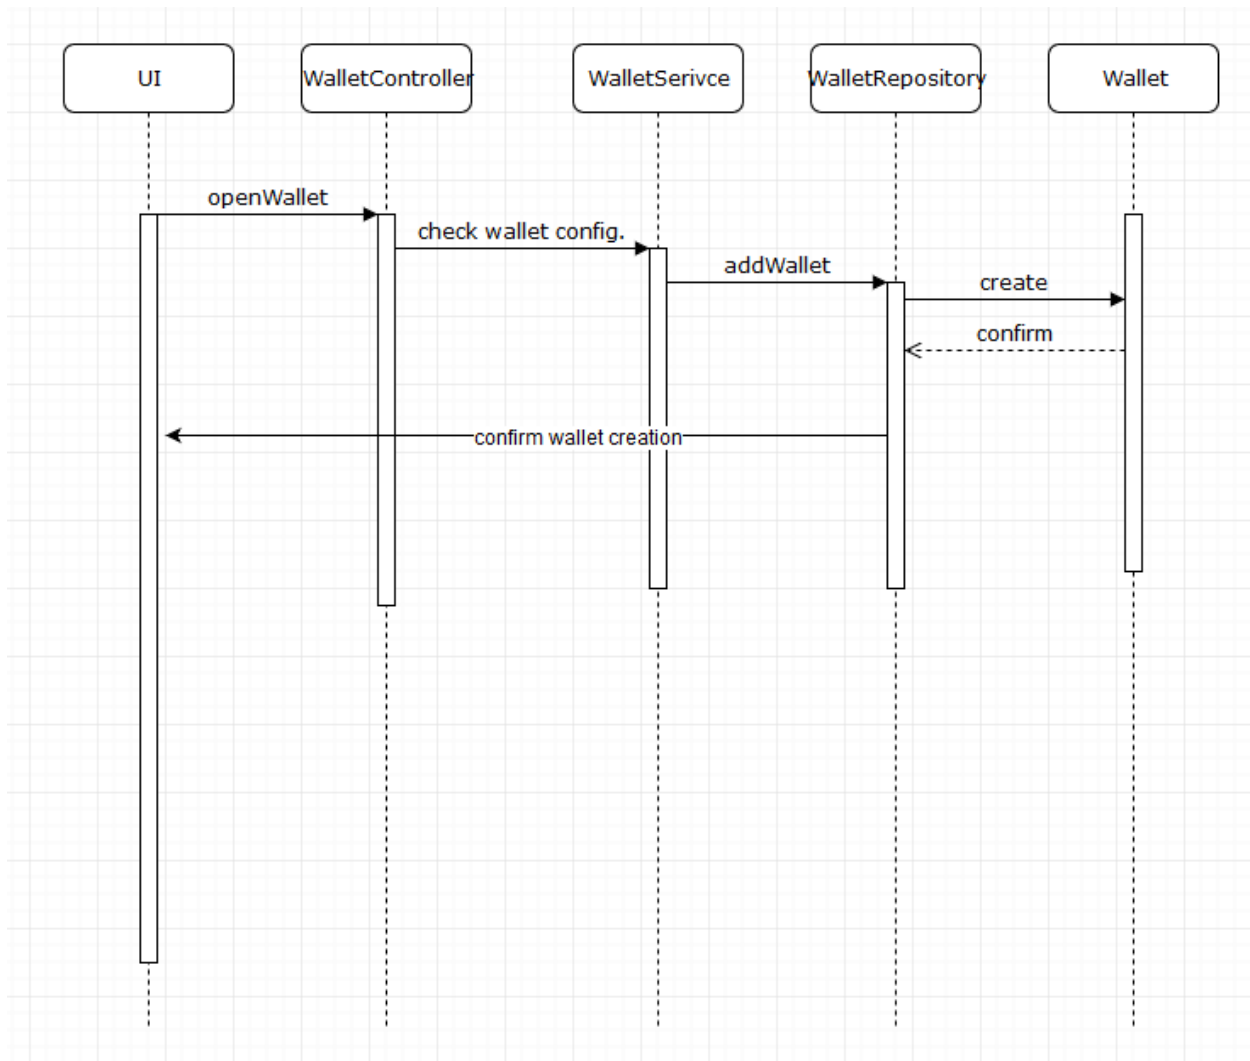 UI
WalletController
WalletSerivce
WalletRepository
Wallet
openWallet
check wallet config.
addWallet
create
confirm
confirm wallet creation